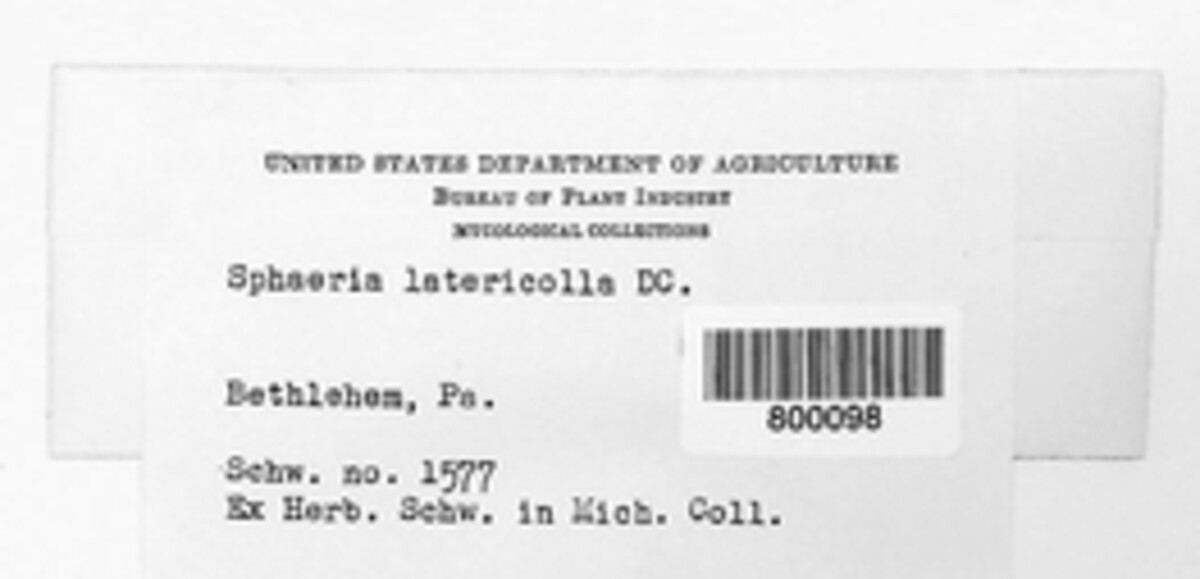 UNITED STATES DEPARTMENT OF AGRICULTURE
BUREAU OF PLANT INDUSTRY
MYCOLOGICAL COLLECTIONS
Sphaeria latericolla DC.
Bethlehem, Pa.
800098
Schw. no. 1577
Ex Herb. Schw. in Mich. Coll.